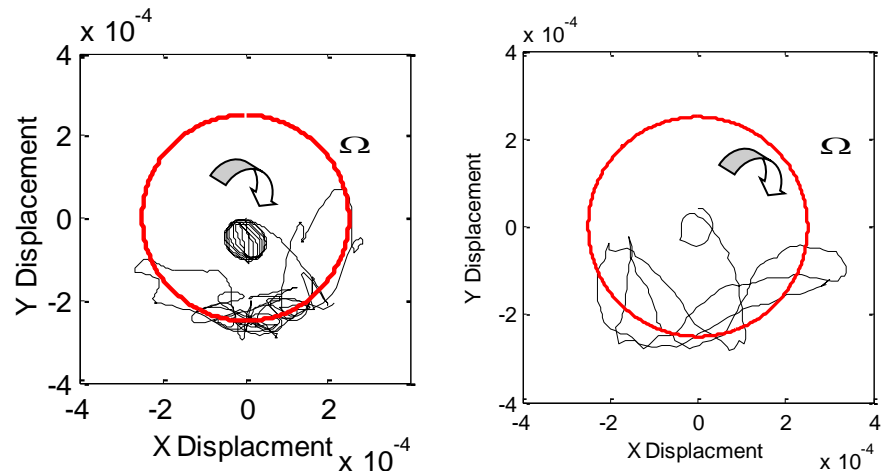 x 10-4
4
2
0
-2
-4
Y Displacement
-4 -2 0 2 4
X Displacment
x 10-4
Ω
x 10-4
4
2
0
-2
-4
Y Displacement
-4 -2 0 2 4
X Displacment
x 10-4
Ω